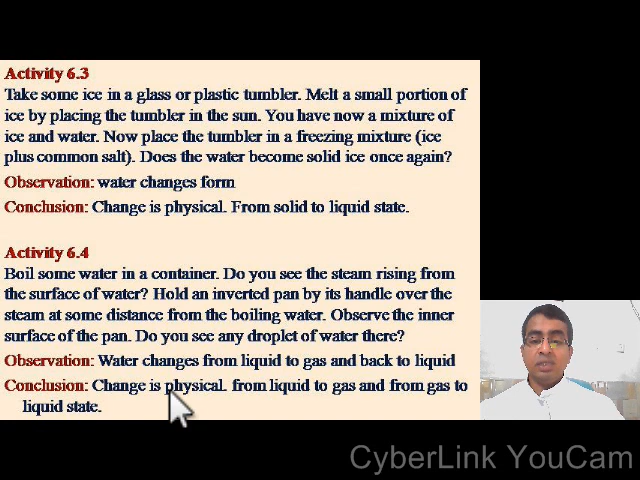 Activity 6.3
Take some ice in a glass or plastic tumbler. Melt a small portion of
ice by placing the tumbler in the sun. You have now a mixture of
ice and water. Now place the tumbler in a freezing mixture (ice
plus common salt). Does the water become solid ice once again?
Observation: water changes form
Conclusion: Change is physical. From solid to liquid state.
Activity 6.4
Boil some water in a container. Do you see the steam rising from
the surface of water? Hold an inverted pan by its handle over the
steam at some distance from the boiling water. Observe the inner
surface of the pan. Do you see any droplet of water there?
Observation: Water changes from liquid to gas and back to liquid
Conclusion: Change is physical. from liquid to gas and from gas to
liquid state.
CyberLink YouCam